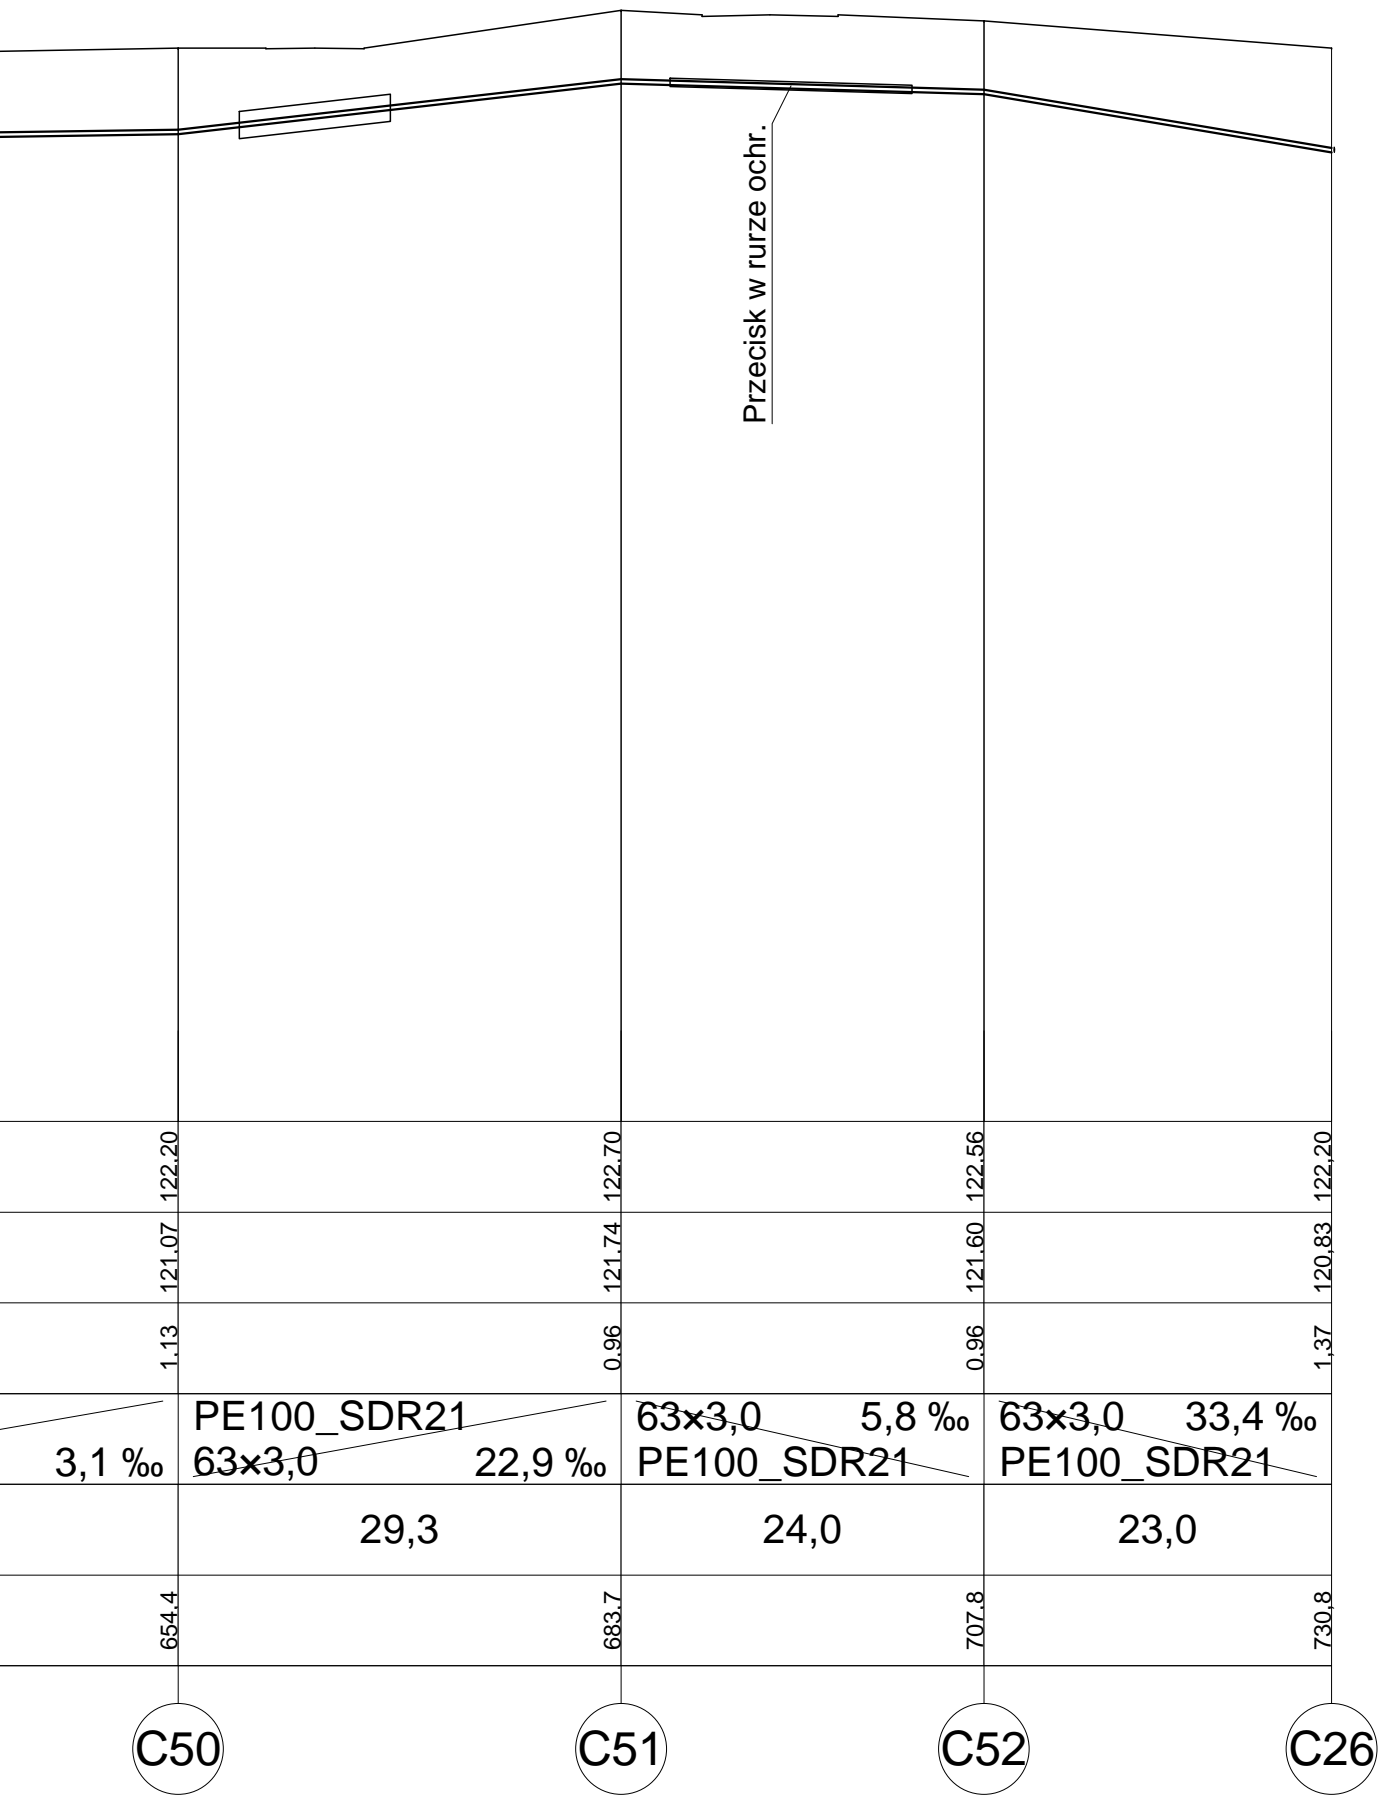 Przecisk w rurze ochr.
122.20 122.70 122.56 122,20
121.07 121.74 121.60 120,83
1.13 0.96 0.96 1,37
PE100_SDR21 63×3,0 5,8 ‰ 63×3,0 33,4 ‰
3,1 ‰ 63×3,0 22,9 ‰ PE100_SDR21 PE100_SDR21
29,3 24,0 23,0
654.4 683.7 707.8 730,8
C50 C51 C52 C26